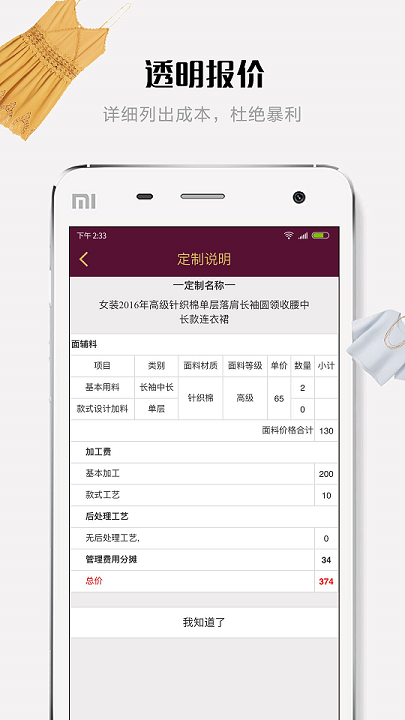 透明报价
详细列出成本，杜绝暴利
MI
下午 2:33
定制说明
—定制名称—
女装2016年高级针织棉单层落肩长袖圆领收腰中
长款连衣裙
面辅料
项目 类别 面料材质 面料等级 单价 数量 小计
基本用料 长袖中长 针织棉 高级 65 2
款式设计加料 单层 0
面料价格合计 130
加工费
基本加工 200
款式工艺 10
后处理工艺
无后处理工艺. 0
管理费用分摊 34
总价 374
我知道了